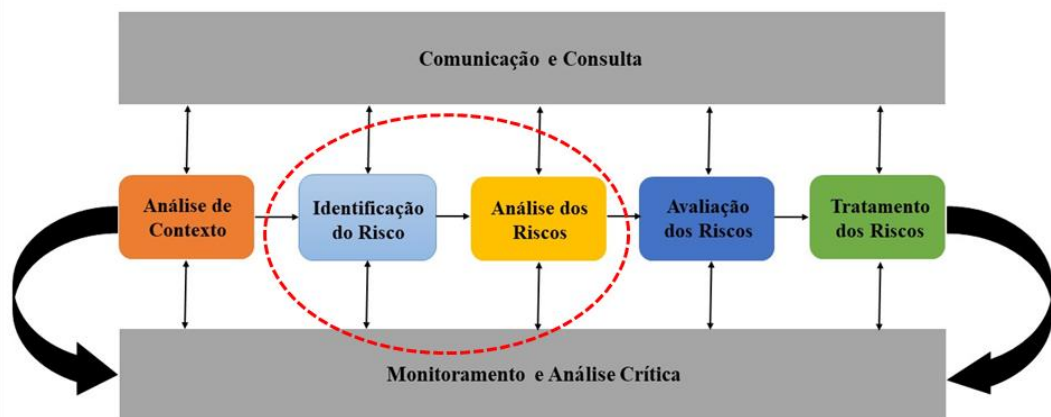 Comunicação e Consulta
Análise de
Contexto
Identificação
do Risco
Análise dos
Riscos
Avaliação
dos Riscos
Tratamento
dos Riscos
Monitoramento e Análise Crítica